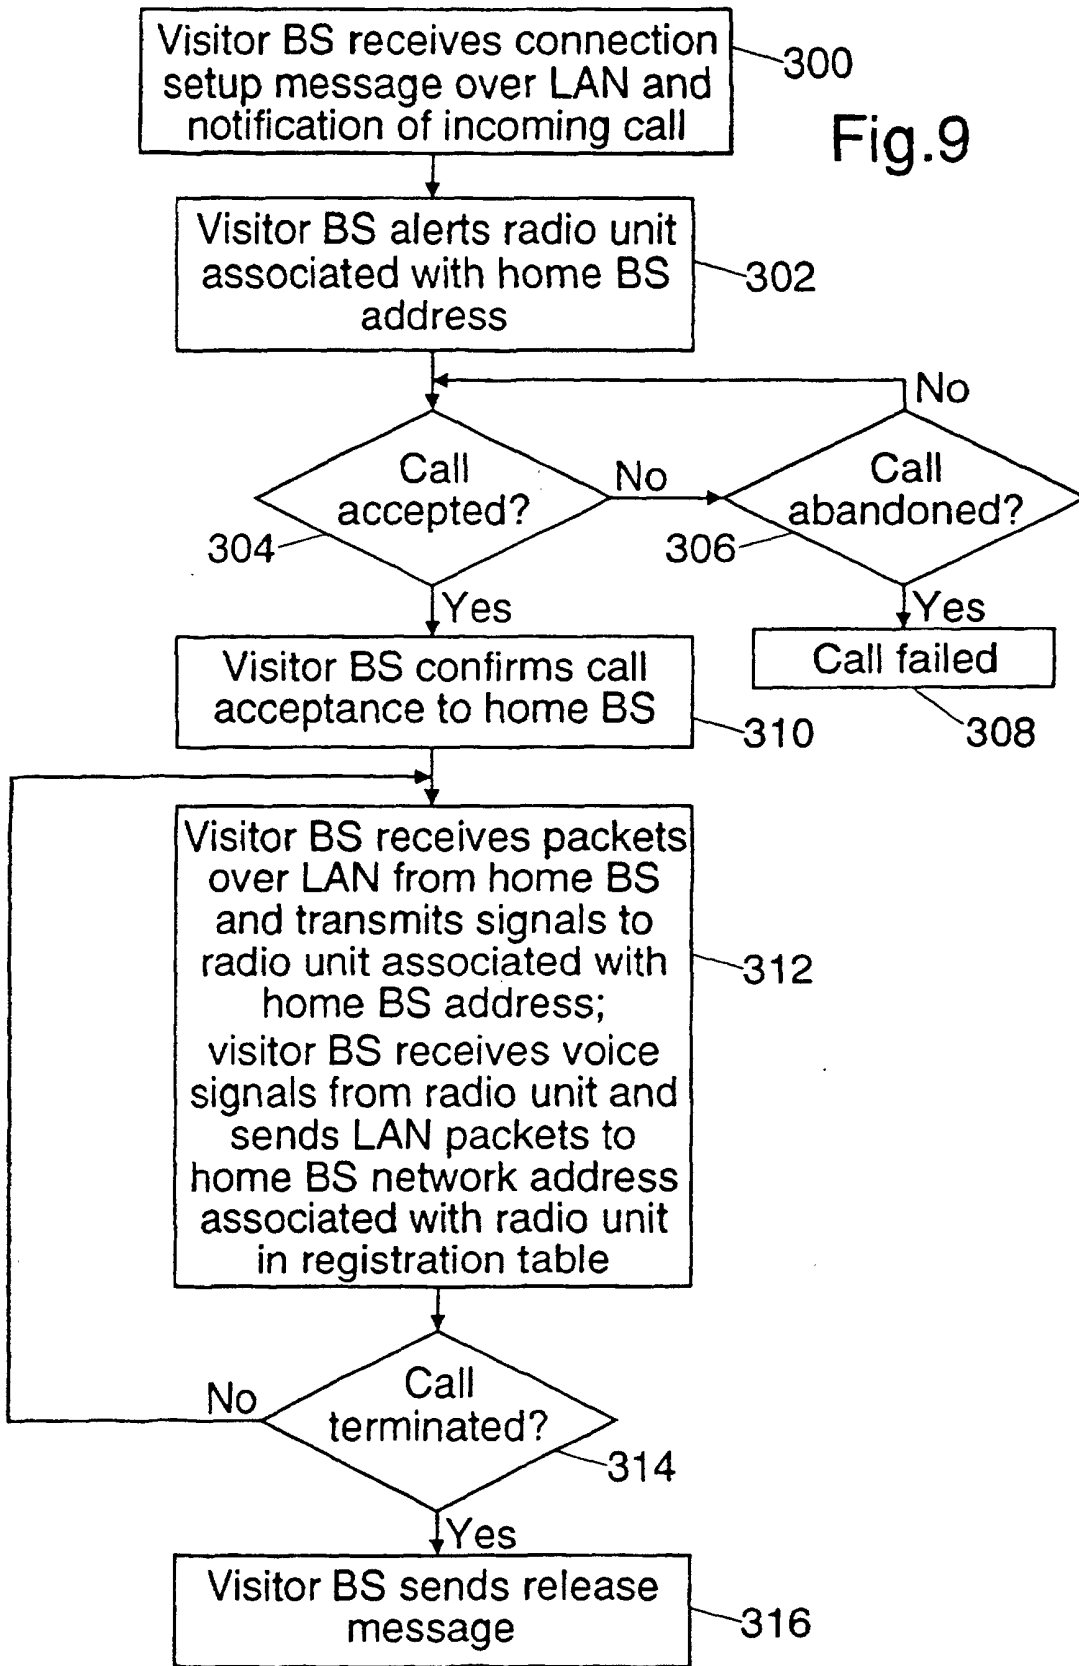 Visitor BS receives connection
setup message over LAN and
notification of incoming call
300
Fig.9
Visitor BS alerts radio unit
associated with home BS
address
302
No
Call
accepted?
304
No
Call
abandoned?
306
Yes
Yes
Call failed
308
Visitor BS confirms call
acceptance to home BS
310
Visitor BS receives packets
over LAN from home BS
and transmits signals to
radio unit associated with
home BS address;
visitor BS receives voice
signals from radio unit and
sends LAN packets to
home BS network address
associated with radio unit
in registration table
312
No
Call
terminated?
314
Yes
Visitor BS sends release
message
316